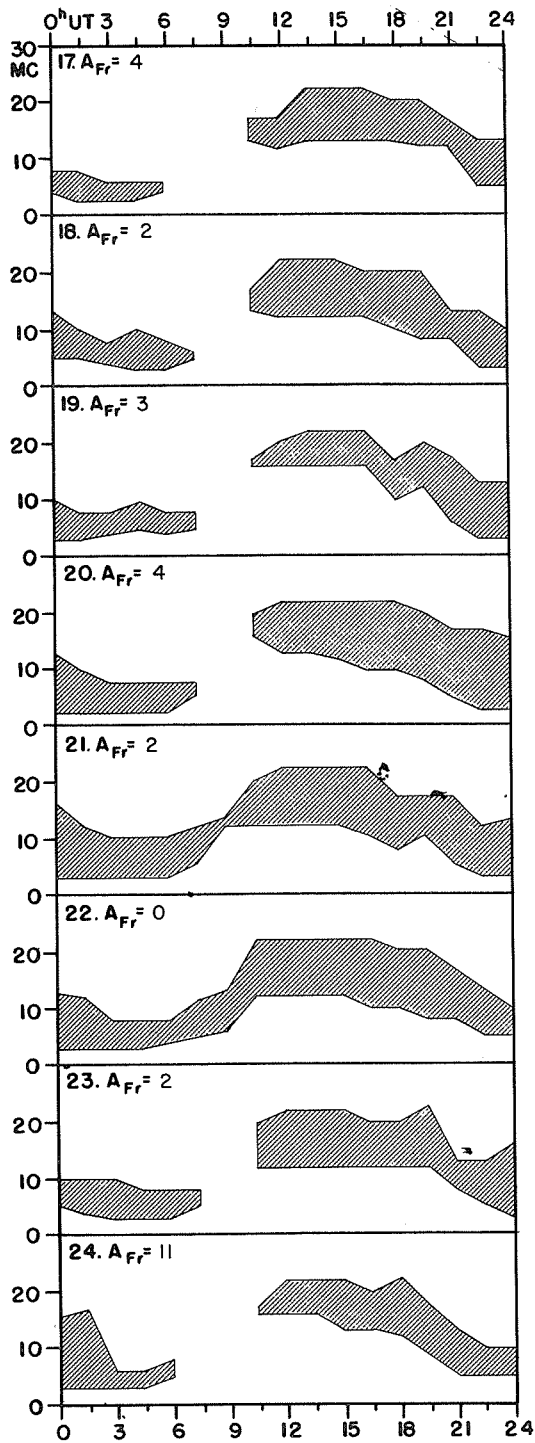 0ʰ UT 3 6 9 12 15 18 21 24
30
MC
17. A_Fr = 4
20
10
0
18. A_Fr = 2
20
10
0
19. A_Fr = 3
20
10
0
20. A_Fr = 4
20
10
0
21. A_Fr = 2
20
10
0
22. A_Fr = 0
20
10
0
23. A_Fr = 2
20
10
0
24. A_Fr = 11
20
10
0
0 3 6 9 12 15 18 21 24